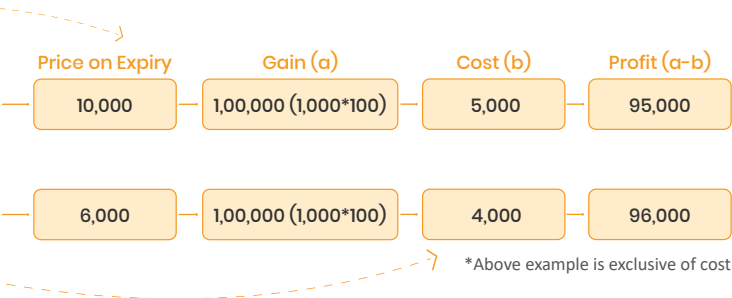 Price on Expiry Gain (a) Cost (b) Profit (a-b)
10,000 1,00,000 (1,000*100) 5,000 95,000
6,000 1,00,000 (1,000*100) 4,000 96,000
*Above example is exclusive of cost